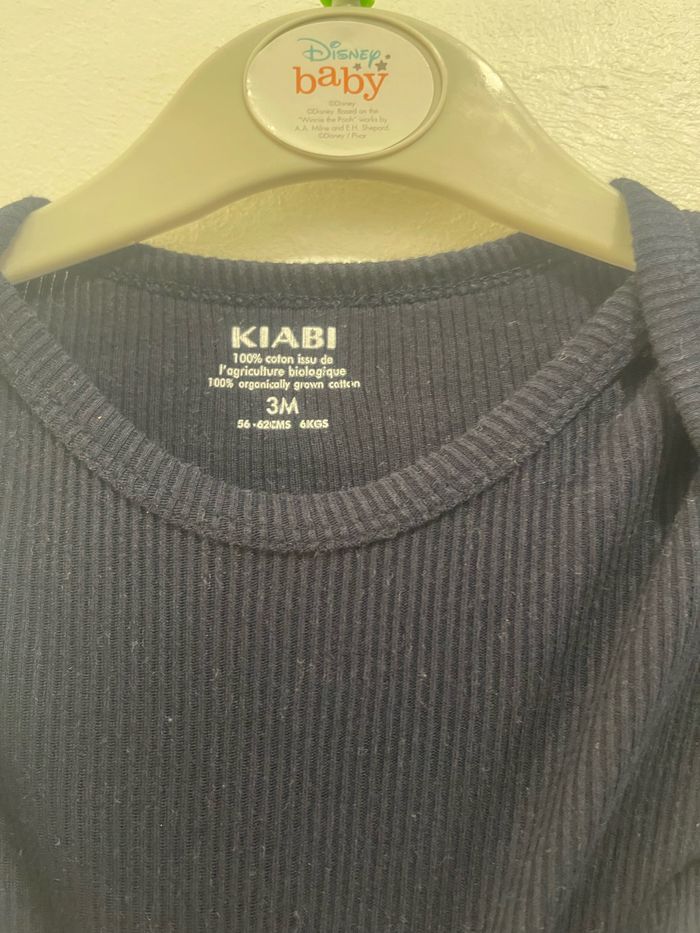 Disney
baby
©Disney
©Disney Based on the
"Winnie the Pooh" works by
A.A. Milne and E.H. Shepard.
©Disney / Pixar
KIABI
100% coton issu de
l'agriculture biologique
100% organically grown cotton
3M
56-62CMS 6KGS